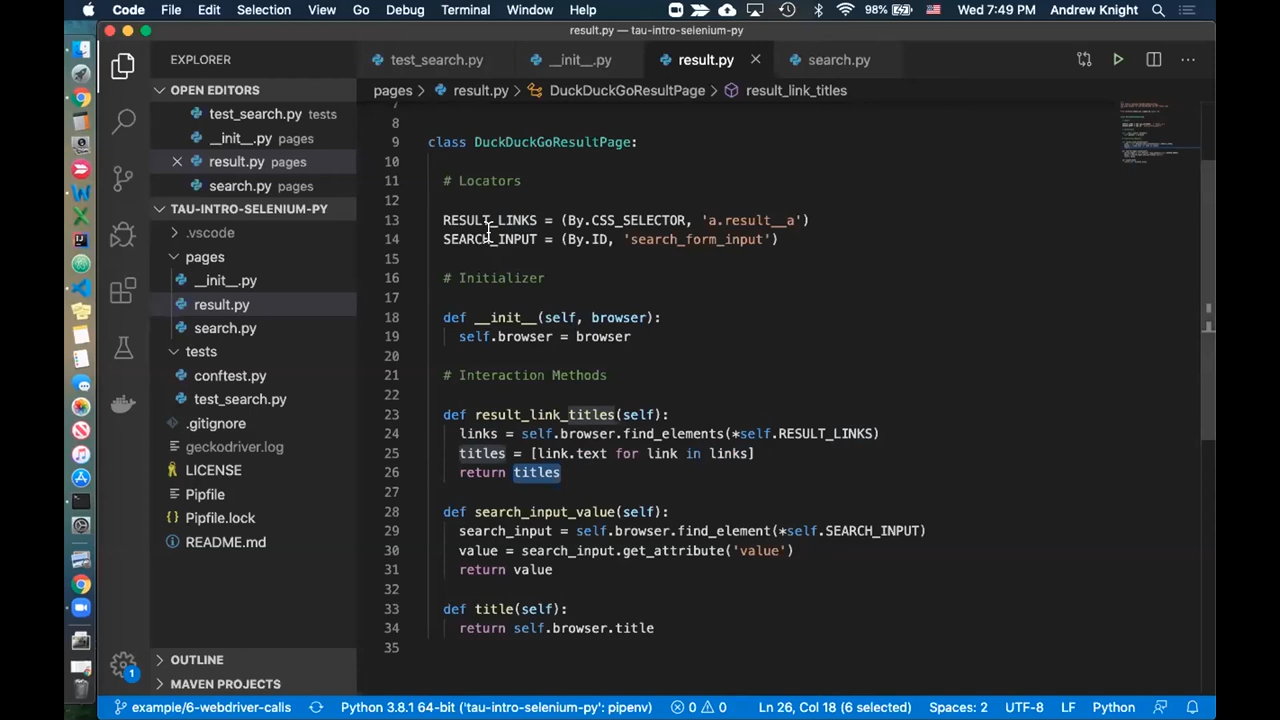 Code File Edit Selection View Go Debug Terminal Window Help 98% Wed 7:49 PM Andrew Knight
result.py — tau-intro-selenium-py
EXPLORER
test_search.py __init__.py result.py search.py
OPEN EDITORS
pages result.py DuckDuckGoResultPage result_link_titles
test_search.py tests
__init__.py pages
result.py pages
search.py pages
TAU-INTRO-SELENIUM-PY
.vscode
pages
__init__.py
result.py
search.py
tests
conftest.py
test_search.py
.gitignore
geckodriver.log
LICENSE
Pipfile
Pipfile.lock
README.md
OUTLINE
MAVEN PROJECTS
7
8
9 class DuckDuckGoResultPage:
10
11 # Locators
12
13 RESULT_LINKS = (By.CSS_SELECTOR, 'a.result__a')
14 SEARCH_INPUT = (By.ID, 'search_form_input')
15
16 # Initializer
17
18 def __init__(self, browser):
19 self.browser = browser
20
21 # Interaction Methods
22
23 def result_link_titles(self):
24 links = self.browser.find_elements(*self.RESULT_LINKS)
25 titles = [link.text for link in links]
26 return titles
27
28 def search_input_value(self):
29 search_input = self.browser.find_element(*self.SEARCH_INPUT)
30 value = search_input.get_attribute('value')
31 return value
32
33 def title(self):
34 return self.browser.title
35
1
example/6-webdriver-calls Python 3.8.1 64-bit ('tau-intro-selenium-py': pipenv) 0 0 Ln 26, Col 18 (6 selected) Spaces: 2 UTF-8 LF Python